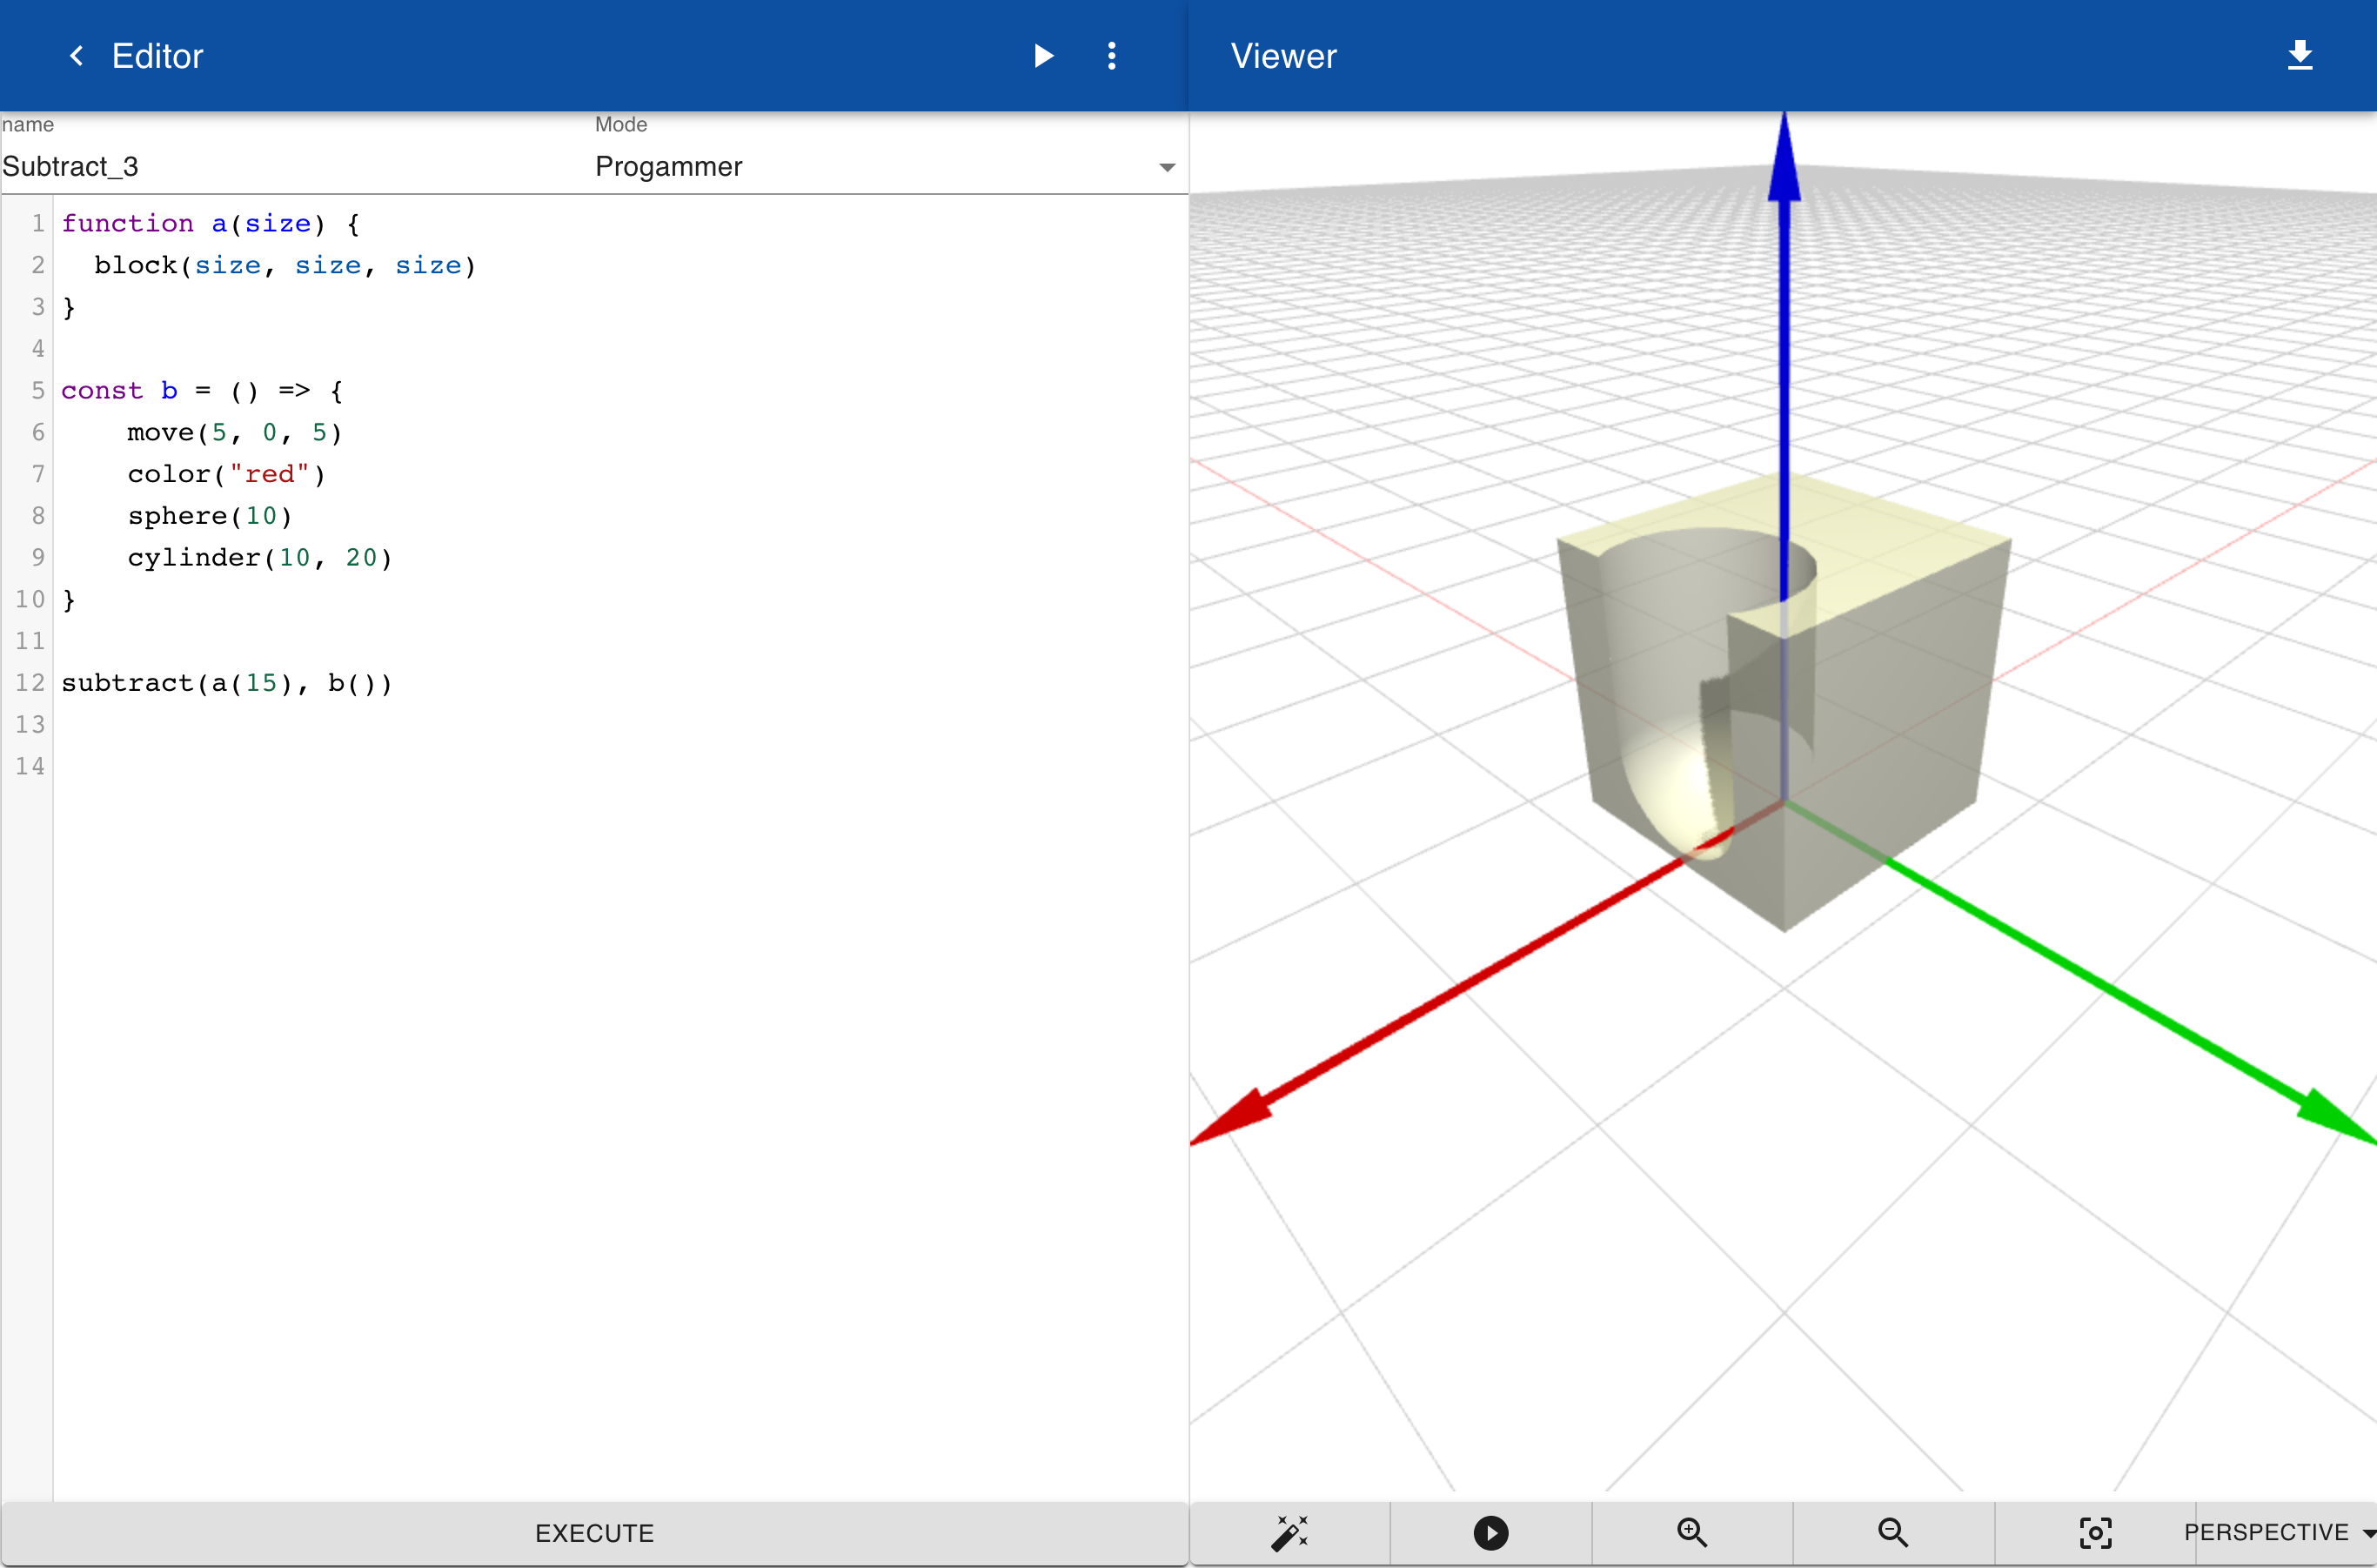 Editor
Viewer
name
Mode
Subtract_3
Progammer
1 function a(size) {
2   block(size, size, size)
3 }
4
5 const b = () => {
6     move(5, 0, 5)
7     color("red")
8     sphere(10)
9     cylinder(10, 20)
10 }
11
12 subtract(a(15), b())
13
14
EXECUTE
PERSPECTIVE